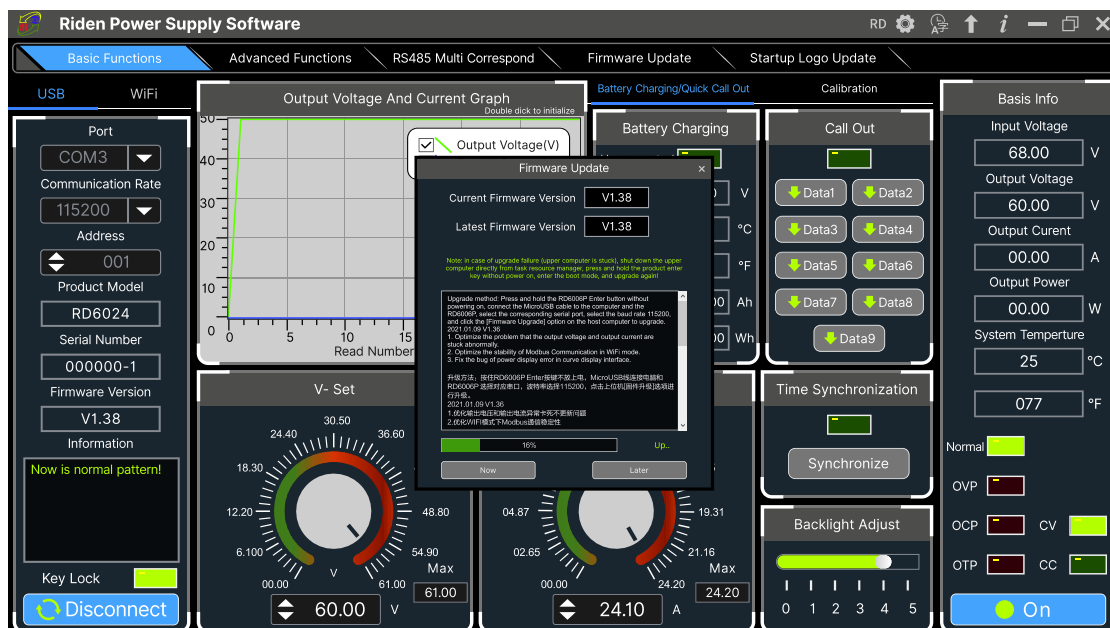 Riden Power Supply Software
RD
Basic Functions
Advanced Functions
RS485 Multi Correspond
Firmware Update
Startup Logo Update
USB
WiFi
Port
COM3
Communication Rate
115200
Address
001
Product Model
RD6024
Serial Number
000000-1
Firmware Version
V1.38
Information
Now is normal pattern!
Key Lock
Disconnect
Output Voltage And Current Graph
Double dick to initialize
50
40
30
20
10
0
0 5 10 15
Read Number
Output Voltage(V)
Firmware Update
Current Firmware Version V1.38
Latest Firmware Version V1.38
Note: in case of upgrade failure (upper computer is stuck), shut down the upper
computer directly from task resource manager, press and hold the product enter
key without power on, enter the boot mode, and upgrade again!
Upgrade method: Press and hold the RD6006P Enter button without
powering on, connect the MicroUSB cable to the computer and the
RD6006P, select the corresponding serial port, select the baud rate 115200,
and click the [Firmware Upgrade] option on the host computer to upgrade.
2021.01.09 V1.36
1. Optimize the problem that the output voltage and output current are
stuck abnormally.
2. Optimize the stability of Modbus Communication in WiFi mode.
3. Fix the bug of power display error in curve display interface.
升级方法：按住RD6006P Enter按键不放上电，MicroUSB线连接电脑和
RD6006P 选择对应串口，波特率选择115200，点击上位机[固件升级]选项进
行升级。
2021.01.09 V1.36
1.优化输出电压和输出电流异常卡死不更新问题
2.优化WIFI模式下Modbus通信稳定性
16%
Up..
Now
Later
V- Set
00.00
6.100
12.20
18.30
24.40
30.50
36.60
48.80
54.90
61.00
V
Max
61.00
60.00 V
00.00
02.65
04.87
19.31
21.16
24.20
Max
24.20
24.10 A
Battery Charging/Quick Call Out
Calibration
Battery Charging
V
°C
°F
Ah
Wh
Call Out
Data1
Data2
Data3
Data4
Data5
Data6
Data7
Data8
Data9
Time Synchronization
Synchronize
Backlight Adjust
0 1 2 3 4 5
Basis Info
Input Voltage
68.00 V
Output Voltage
60.00 V
Output Curent
00.00 A
Output Power
00.00 W
System Temperture
25 °C
077 °F
Normal
OVP
OCP
CV
OTP
CC
On